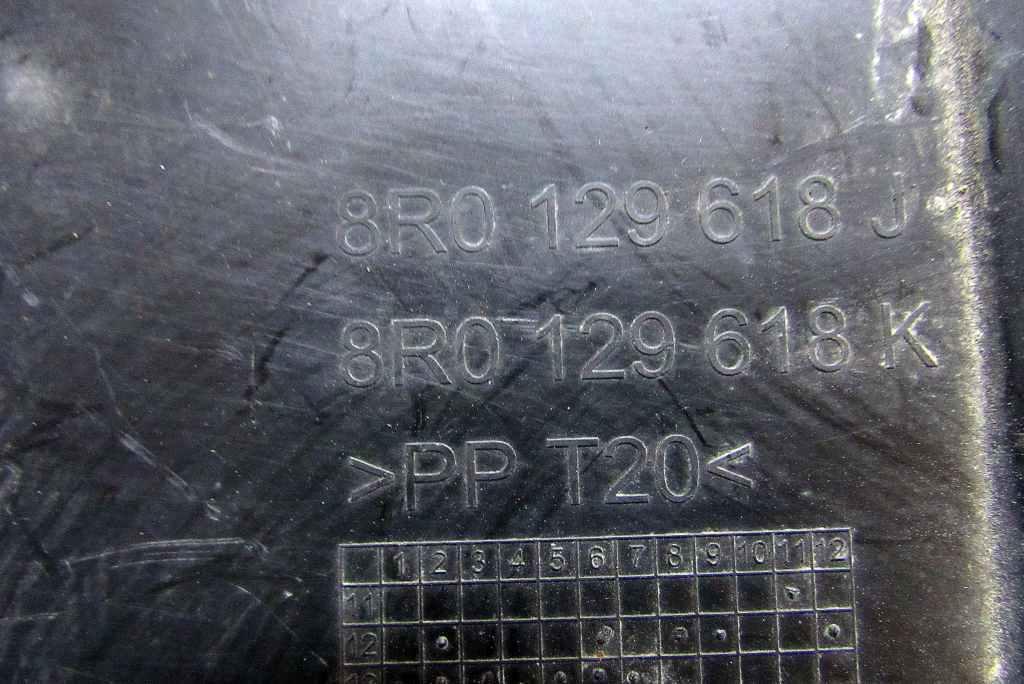 8R0 129 618 J
8R0 129 618 K
>PP T20<
1 2 3 4 5 6 7 8 9 10 11 12
11
12